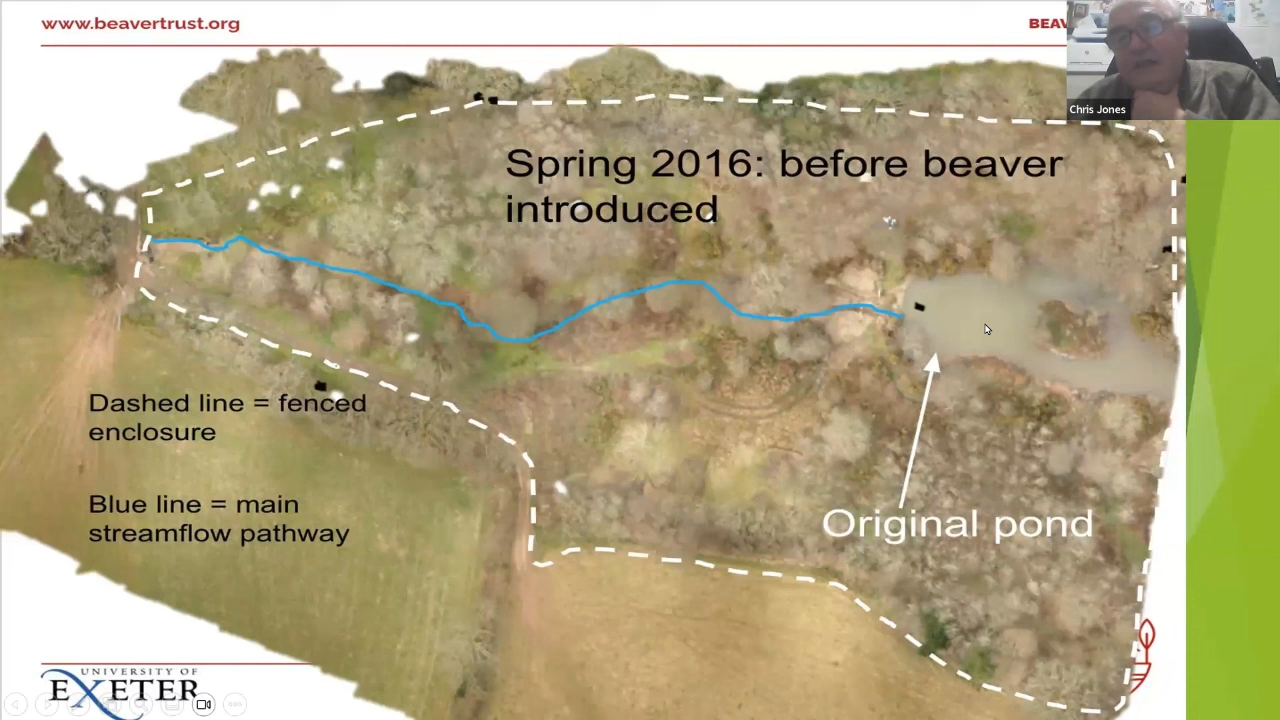 www.beavertrust.org
BEAV
Chris Jones
Spring 2016: before beaver
introduced
Dashed line = fenced
enclosure
Blue line = main
streamflow pathway
Original pond
UNIVERSITY OF
EXETER